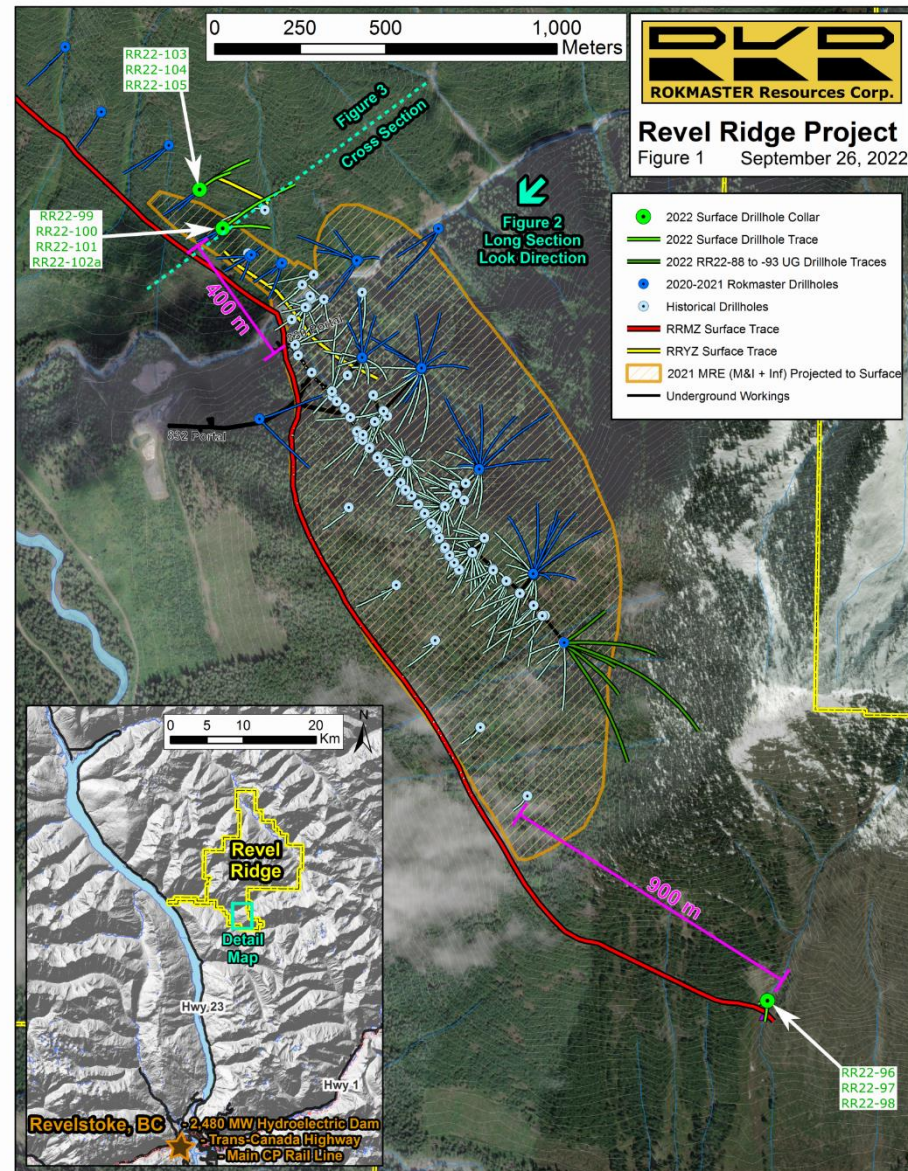 0 250 500 1,000
Meters
ROKMASTER Resources Corp.
Revel Ridge Project
Figure 1 September 26, 2022
RR22-103
RR22-104
RR22-105
Figure 3
Cross Section
RR22-99
RR22-100
RR22-101
RR22-102a
Figure 2
Long Section
Look Direction
2022 Surface Drillhole Collar
2022 Surface Drillhole Trace
2022 RR22-88 to -93 UG Drillhole Traces
2020-2021 Rokmaster Drillholes
Historical Drillholes
RRMZ Surface Trace
RRYZ Surface Trace
2021 MRE (M&I + Inf) Projected to Surface
Underground Workings
400 m
Portal
832 Portal
900 m
RR22-96
RR22-97
RR22-98
0 10 20
Km
N
Revel
Ridge
Detail
Map
Hwy 23
Hwy 1
Revelstoke, BC
- 2,480 MW Hydroelectric Dam
- Trans-Canada Highway
- Main CP Rail Line